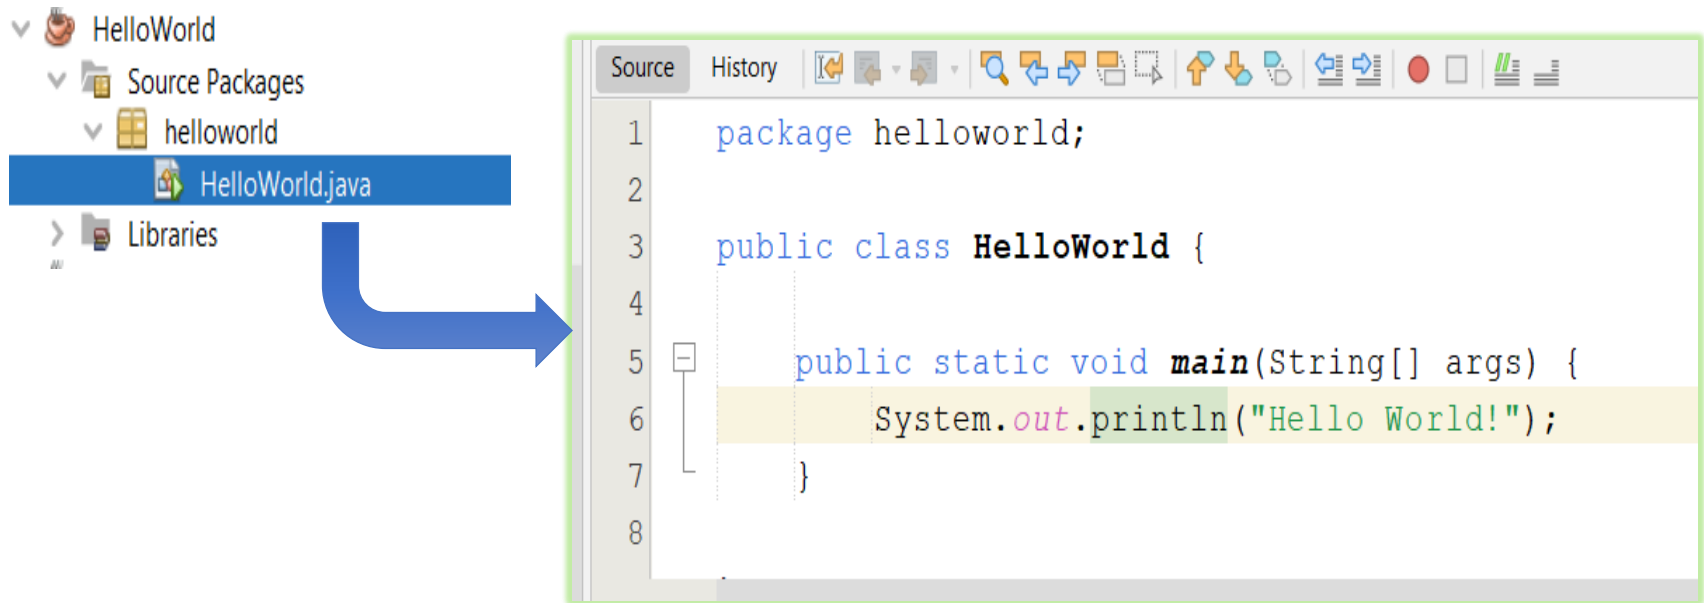 HelloWorld
Source Packages
helloworld
HelloWorld.java
Libraries
Source History
1 package helloworld;
2
3 public class HelloWorld {
4
5 public static void main(String[] args) {
6 System.out.println("Hello World!");
7 }
8